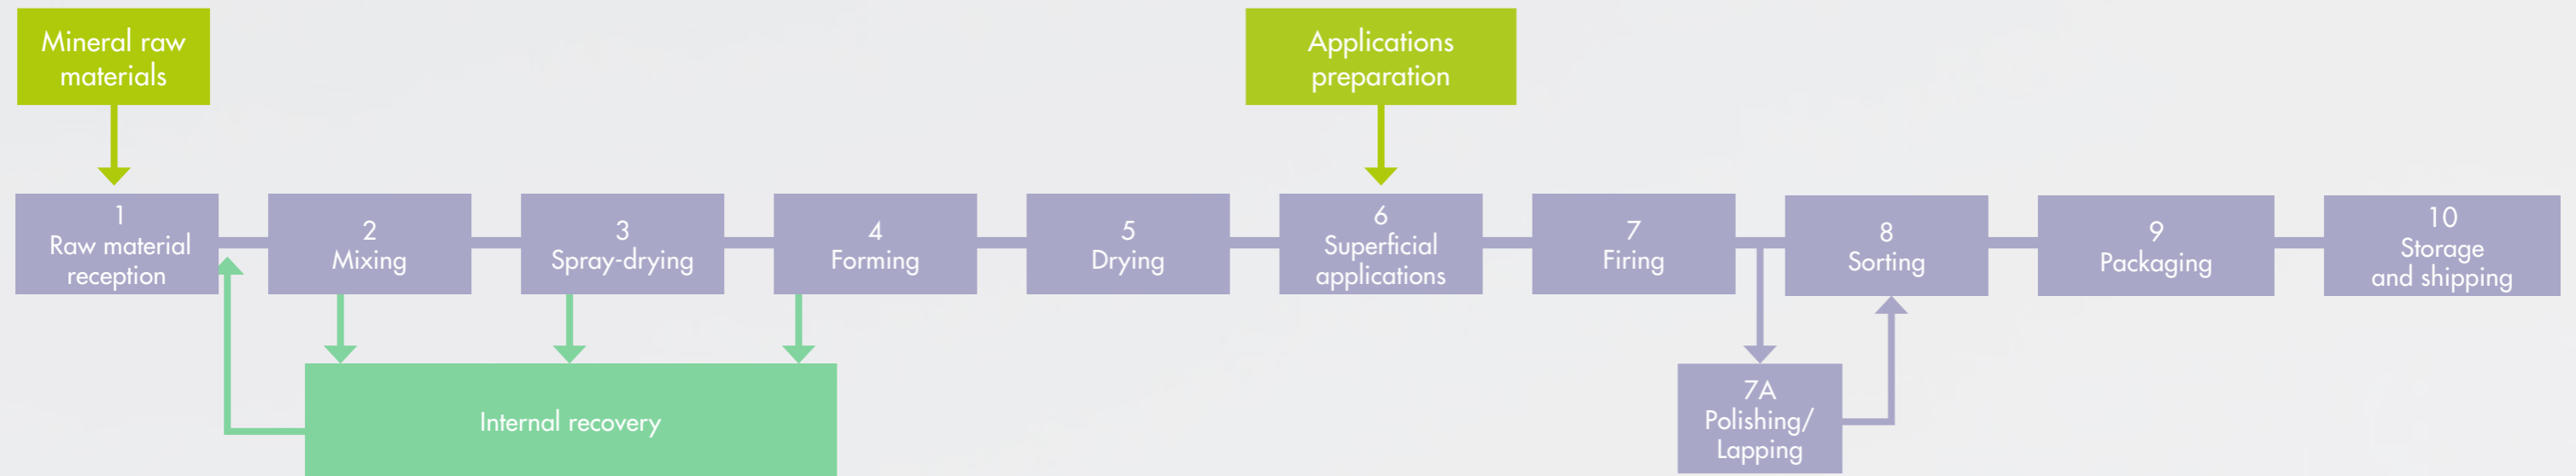 Mineral raw
materials
Applications
preparation
1
Raw material
reception
2
Mixing
3
Spray-drying
4
Forming
5
Drying
6
Superficial
applications
7
Firing
8
Sorting
9
Packaging
10
Storage
and shipping
Internal recovery
7A
Polishing/
Lapping